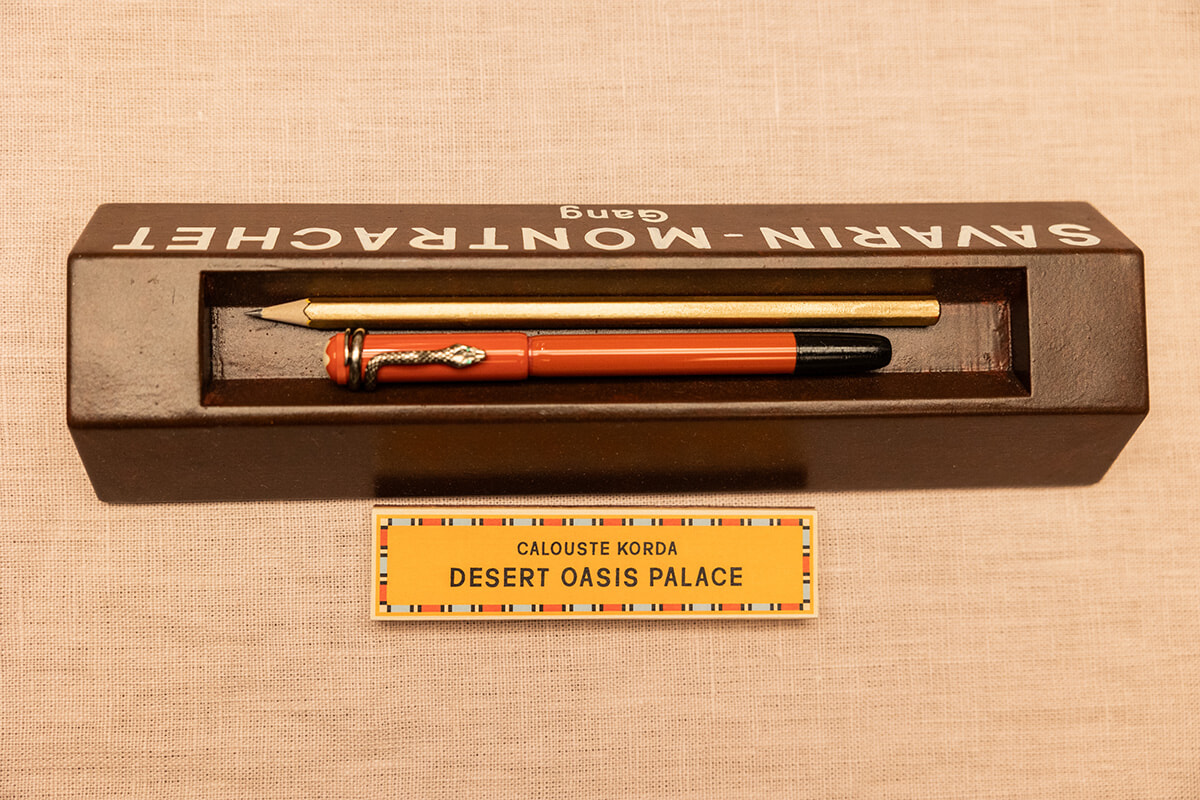 SAVARIN-MONTRACHET
Gang
CALOUSTE KORDA
DESERT OASIS PALACE